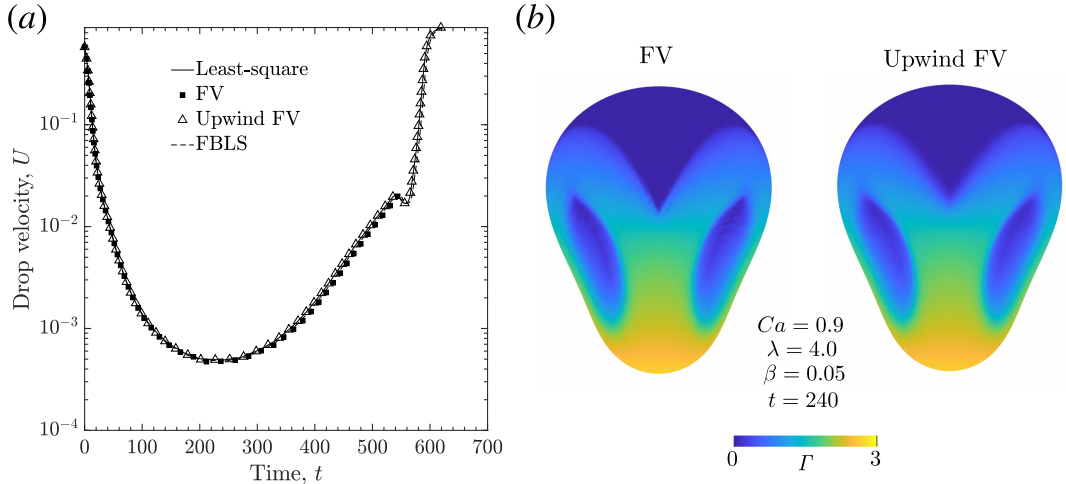 (a)
Drop velocity, U
10⁻¹
10⁻²
10⁻³
10⁻⁴
Least-square
FV
Upwind FV
FBLS
0 100 200 300 400 500 600 700
Time, t
(b)
FV
Upwind FV
Ca = 0.9
λ = 4.0
β = 0.05
t = 240
0 Γ 3